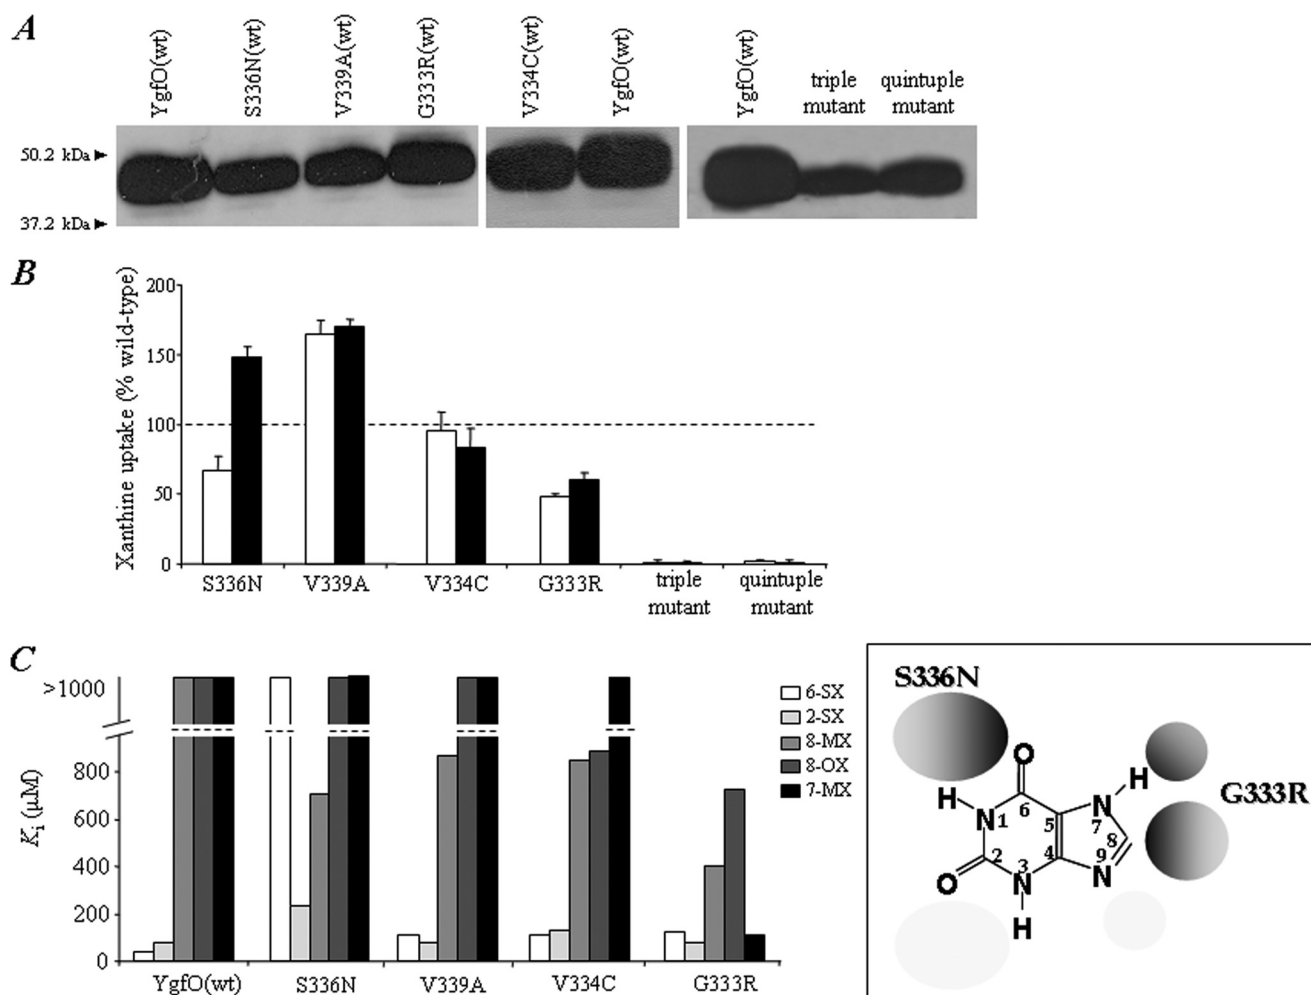 A
YgfO(wt)
S336N(wt)
V339A(wt)
G333R(wt)
V334C(wt)
YgfO(wt)
YgfO(wt)
triple
mutant
quintuple
mutant
50.2 kDa
37.2 kDa
B
Xanthine uptake (% wild-type)
200
150
100
50
0
S336N
V339A
V334C
G333R
triple
mutant
quintuple
mutant
C
>1000
800
600
400
200
0
Ki (μM)
YgfO(wt)
S336N
V339A
V334C
G333R
6-SX
2-SX
8-MX
8-OX
7-MX
S336N
G333R
O
H
H
N
1
6
5
N
7
8
2
3
4
9
O
N
N
H